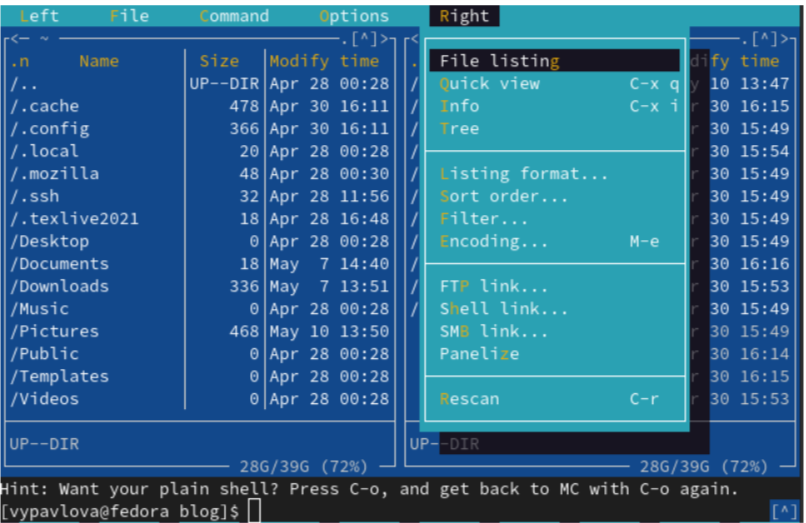 Left File Command Options Right
<— ~ .[^]> < .[^]>
.n Name Size Modify time . File listing dify time
/.. UP--DIR Apr 28 00:28 / Quick view C-x q y 10 13:47
/.cache 478 Apr 30 16:11 / Info C-x i r 30 16:15
/.config 366 Apr 30 16:11 / Tree r 30 15:49
/.local 20 Apr 28 00:28 / r 30 15:54
/.mozilla 48 Apr 28 00:30 / Listing format... r 30 15:49
/.ssh 32 Apr 28 11:56 / Sort order... r 30 15:49
/.texlive2021 18 Apr 28 16:48 / Filter... r 30 15:49
/Desktop 0 Apr 28 00:28 / Encoding... M-e r 30 15:49
/Documents 18 May 7 14:40 / r 30 16:16
/Downloads 336 May 7 13:51 / FTP link... r 30 15:53
/Music 0 Apr 28 00:28 / Shell link... r 30 15:49
/Pictures 468 May 10 13:50 SMB link... r 30 15:49
/Public 0 Apr 28 00:28 Panelize r 30 16:14
/Templates 0 Apr 28 00:28 r 30 16:15
/Videos 0 Apr 28 00:28 Rescan C-r r 30 15:53
UP--DIR UP--DIR
28G/39G (72%) 28G/39G (72%)
Hint: Want your plain shell? Press C-o, and get back to MC with C-o again.
[vypavlova@fedora blog]$ [^]